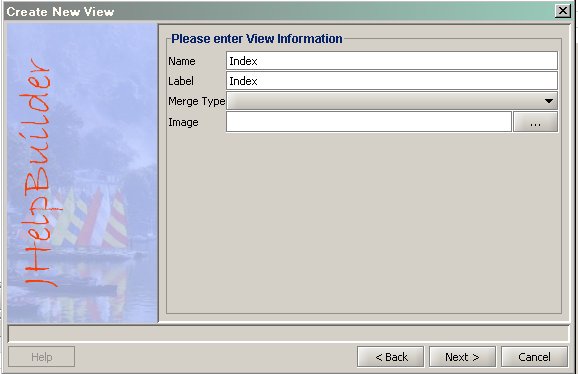 Create New View
JHelpBuilder
Please enter View Information
Name Index
Label Index
Merge Type
Image ...
Help < Back Next > Cancel